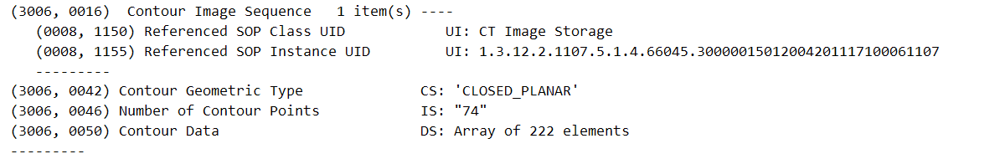 (3006, 0016)  Contour Image Sequence   1 item(s) ----
   (0008, 1150) Referenced SOP Class UID            UI: CT Image Storage
   (0008, 1155) Referenced SOP Instance UID         UI: 1.3.12.2.1107.5.1.4.66045.30000015012004201117100061107
   ---------
(3006, 0042) Contour Geometric Type              CS: 'CLOSED_PLANAR'
(3006, 0046) Number of Contour Points            IS: "74"
(3006, 0050) Contour Data                        DS: Array of 222 elements
---------